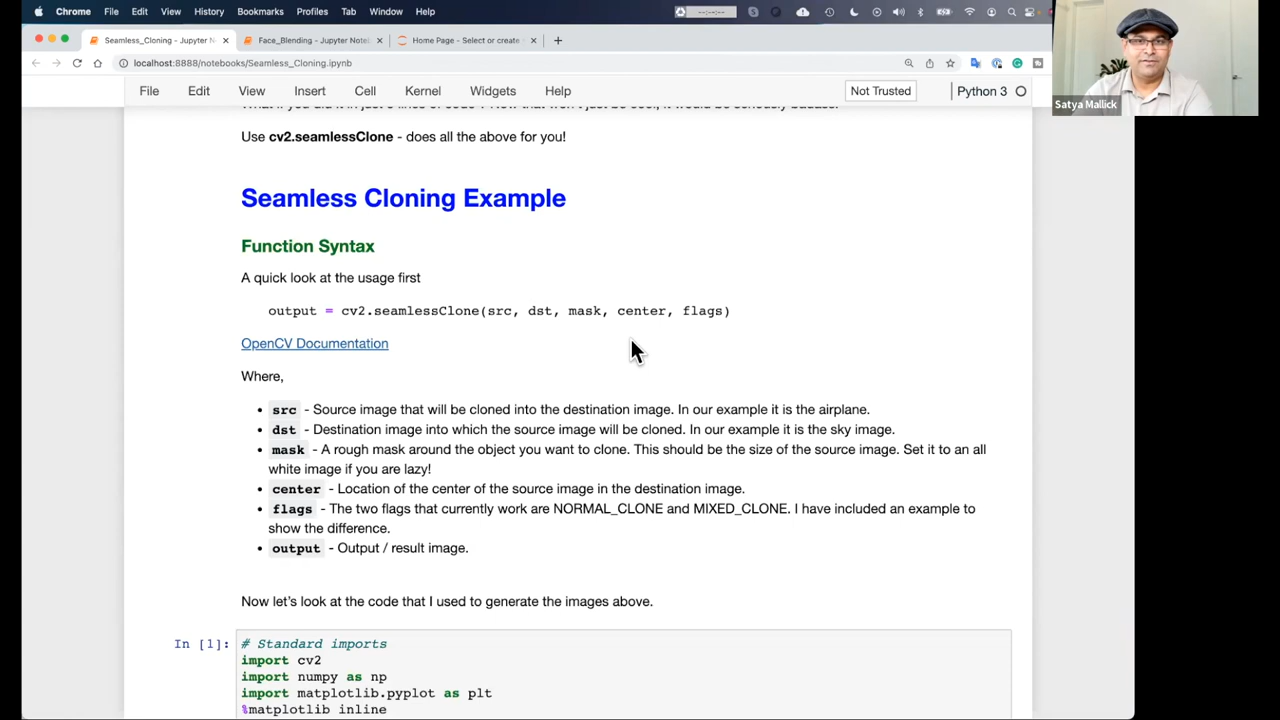 Chrome File Edit View History Bookmarks Profiles Tab Window Help --:--:--
Seamless_Cloning - Jupyter N Face_Blending - Jupyter Note Home Page - Select or create
localhost:8888/notebooks/Seamless_Cloning.ipynb
Satya Mallick
File Edit View Insert Cell Kernel Widgets Help Not Trusted Python 3
Use cv2.seamlessClone - does all the above for you!
Seamless Cloning Example
Function Syntax
A quick look at the usage first
output = cv2.seamlessClone(src, dst, mask, center, flags)
OpenCV Documentation
Where,
• src - Source image that will be cloned into the destination image. In our example it is the airplane.
• dst - Destination image into which the source image will be cloned. In our example it is the sky image.
• mask - A rough mask around the object you want to clone. This should be the size of the source image. Set it to an all
white image if you are lazy!
• center - Location of the center of the source image in the destination image.
• flags - The two flags that currently work are NORMAL_CLONE and MIXED_CLONE. I have included an example to
show the difference.
• output - Output / result image.
Now let's look at the code that I used to generate the images above.
In [1]: # Standard imports
import cv2
import numpy as np
import matplotlib.pyplot as plt
%matplotlib inline